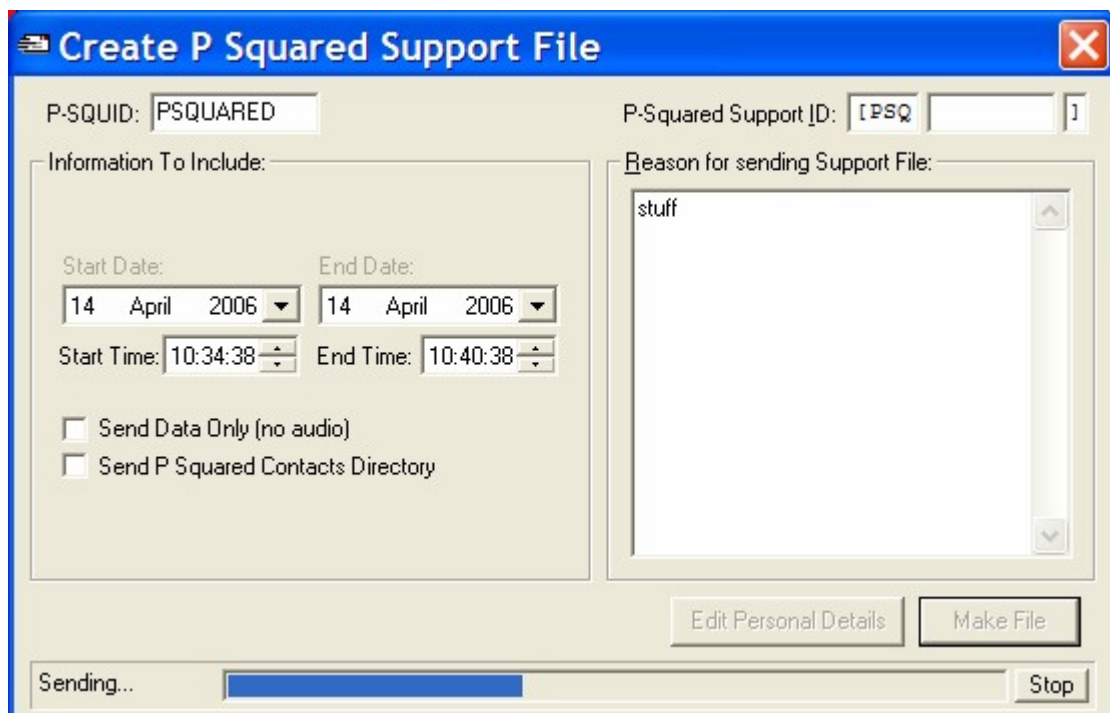 Create P Squared Support File
P-SQUID: PSQUARED P-Squared Support ID: [PSQ ]
Information To Include: Reason for sending Support File:
stuff
Start Date: End Date:
14 April 2006 14 April 2006
Start Time: 10:34:38 End Time: 10:40:38
Send Data Only (no audio)
Send P Squared Contacts Directory
Edit Personal Details Make File
Sending... Stop